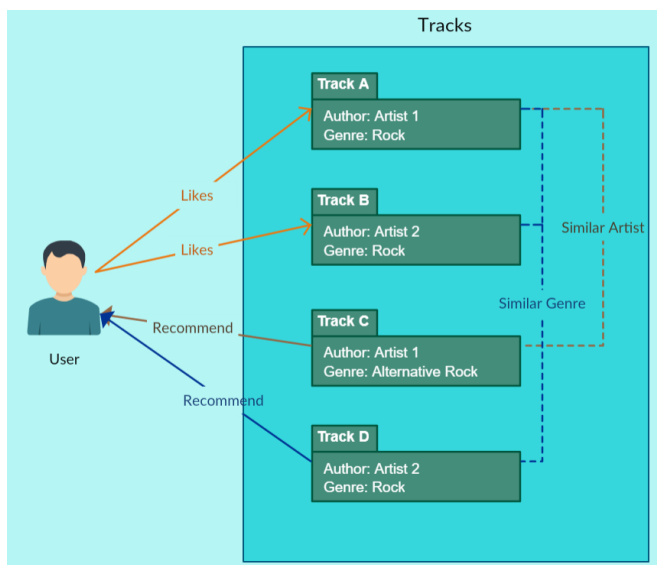 Tracks
Track A
Author: Artist 1
Genre: Rock
Likes
Track B
Author: Artist 2
Genre: Rock
Likes
Similar Artist
Similar Genre
Track C
Author: Artist 1
Genre: Alternative Rock
Recommend
User
Recommend
Track D
Author: Artist 2
Genre: Rock